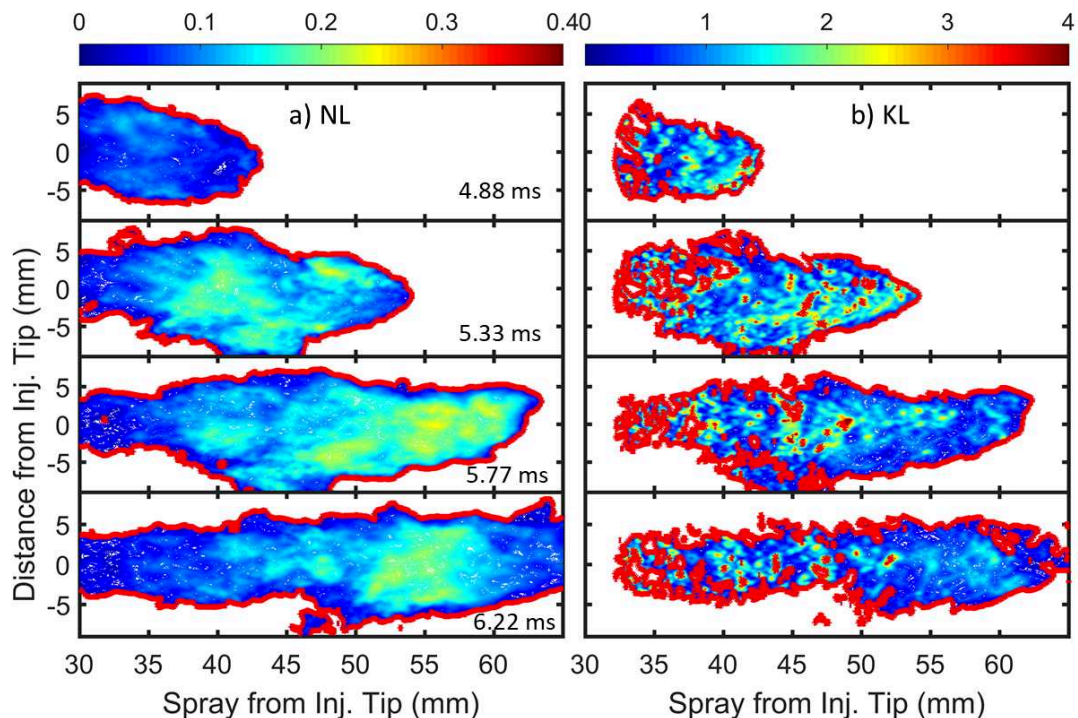 0 0.1 0.2 0.3 0.4
1 2 3 4
a) NL
b) KL
5
0
-5
4.88 ms
5
0
-5
5.33 ms
5
0
-5
5.77 ms
5
0
-5
6.22 ms
Distance from Inj. Tip (mm)
30 35 40 45 50 55 60
30 35 40 45 50 55 60
Spray from Inj. Tip (mm)
Spray from Inj. Tip (mm)